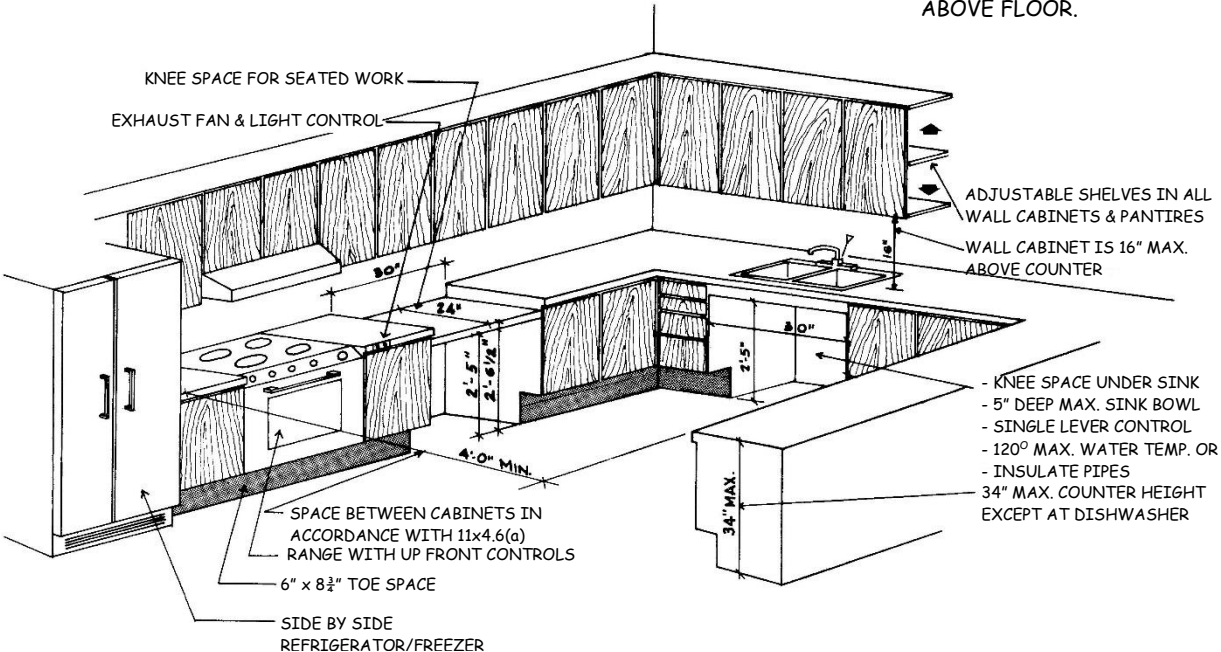 ABOVE FLOOR.
KNEE SPACE FOR SEATED WORK
EXHAUST FAN & LIGHT CONTROL
ADJUSTABLE SHELVES IN ALL
WALL CABINETS & PANTIRES
16"
WALL CABINET IS 16" MAX.
ABOVE COUNTER
30"
24"
30"
2'-5"
2'-6 1/2"
2'-5"
- KNEE SPACE UNDER SINK
- 5" DEEP MAX. SINK BOWL
- SINGLE LEVER CONTROL
- 120° MAX. WATER TEMP. OR
- INSULATE PIPES
34" MAX. COUNTER HEIGHT
EXCEPT AT DISHWASHER
4'-0" MIN.
34" MAX.
SPACE BETWEEN CABINETS IN
ACCORDANCE WITH 11x4.6(a)
RANGE WITH UP FRONT CONTROLS
6" x 8¾" TOE SPACE
SIDE BY SIDE
REFRIGERATOR/FREEZER